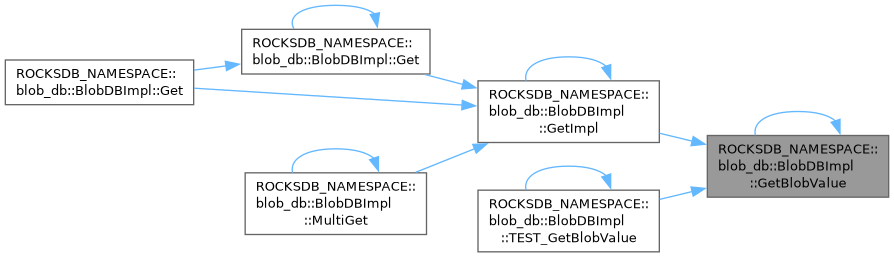 ROCKSDB_NAMESPACE::
blob_db::BlobDBImpl::Get
ROCKSDB_NAMESPACE::
blob_db::BlobDBImpl::Get
ROCKSDB_NAMESPACE::
blob_db::BlobDBImpl
::GetImpl
ROCKSDB_NAMESPACE::
blob_db::BlobDBImpl
::GetBlobValue
ROCKSDB_NAMESPACE::
blob_db::BlobDBImpl
::MultiGet
ROCKSDB_NAMESPACE::
blob_db::BlobDBImpl
::TEST_GetBlobValue